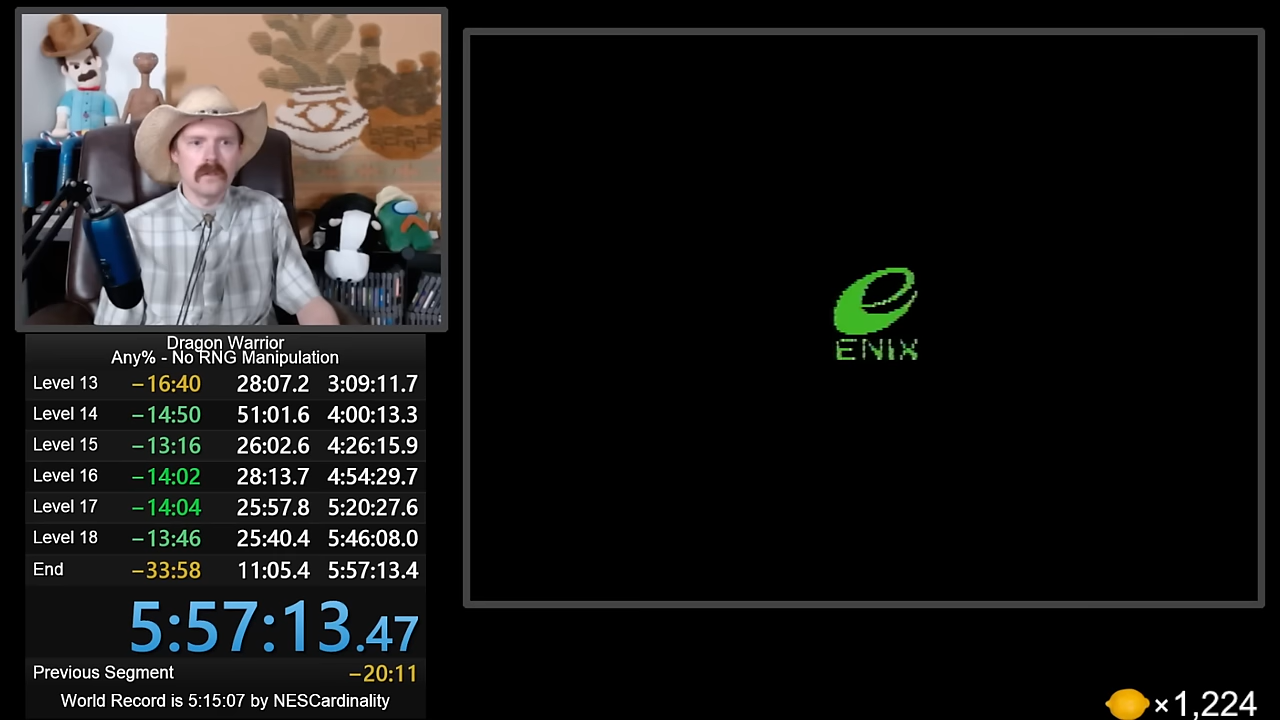 Dragon Warrior
Any% - No RNG Manipulation
Level 13 −16:40 28:07.2 3:09:11.7
Level 14 −14:50 51:01.6 4:00:13.3
Level 15 −13:16 26:02.6 4:26:15.9
Level 16 −14:02 28:13.7 4:54:29.7
Level 17 −14:04 25:57.8 5:20:27.6
Level 18 −13:46 25:40.4 5:46:08.0
End −33:58 11:05.4 5:57:13.4
5:57:13.47
Previous Segment −20:11
World Record is 5:15:07 by NESCardinality
ENIX
×1,224